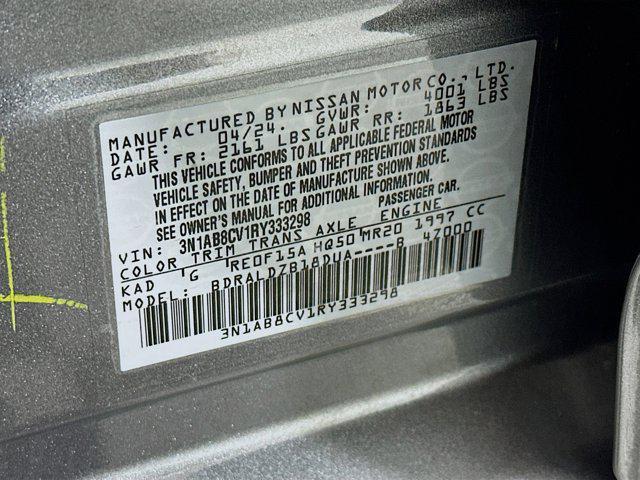 MANUFACTURED BY NISSAN MOTOR CO., LTD.
DATE: 04/24. GVWR: 4001 LBS
GAWR FR: 2161 LBS GAWR RR: 1863 LBS
THIS VEHICLE CONFORMS TO ALL APPLICABLE FEDERAL MOTOR
VEHICLE SAFETY, BUMPER AND THEFT PREVENTION STANDARDS
IN EFFECT ON THE DATE OF MANUFACTURE SHOWN ABOVE.
SEE OWNER'S MANUAL FOR ADDITIONAL INFORMATION.
VIN: 3N1AB8CV1RY333298 PASSENGER CAR.
COLOR TRIM TRANS AXLE ENGINE
KAD G RE0F15A HQ50 MR20 1997 CC
MODEL: BDRALDZB18DUA----B 47000
3N1AB8CV1RY333298